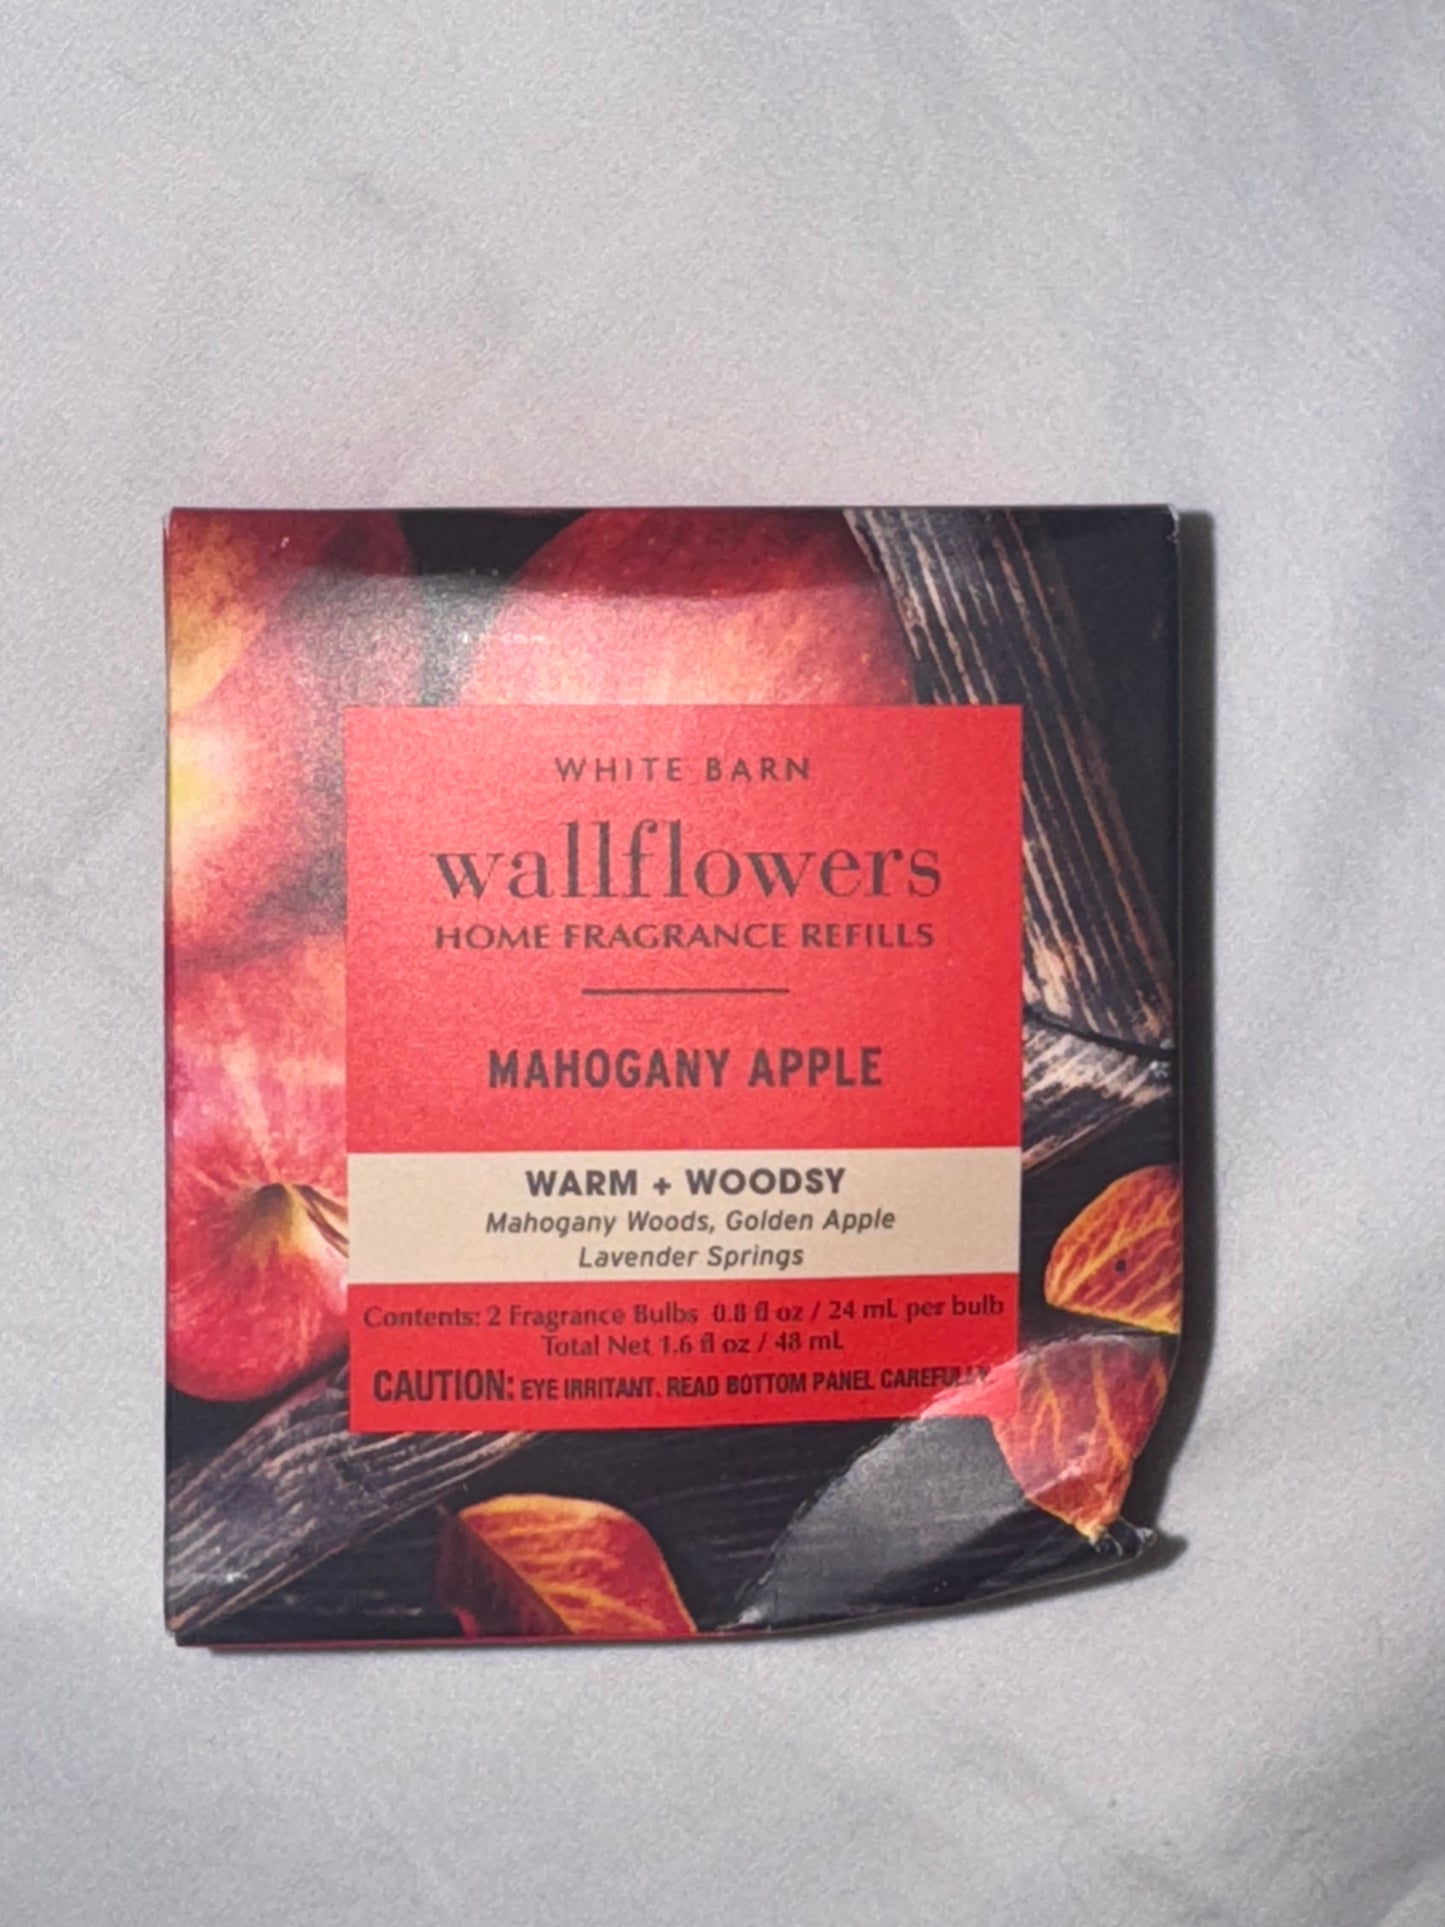 WHITE BARN
wallflowers
HOME FRAGRANCE REFILLS
MAHOGANY APPLE
WARM + WOODSY
Mahogany Woods, Golden Apple
Lavender Springs
Contents: 2 Fragrance Bulbs 0.8 fl oz / 24 mL per bulb
Total Net 1.6 fl oz / 48 mL
CAUTION: EYE IRRITANT. READ BOTTOM PANEL CAREFULLY.